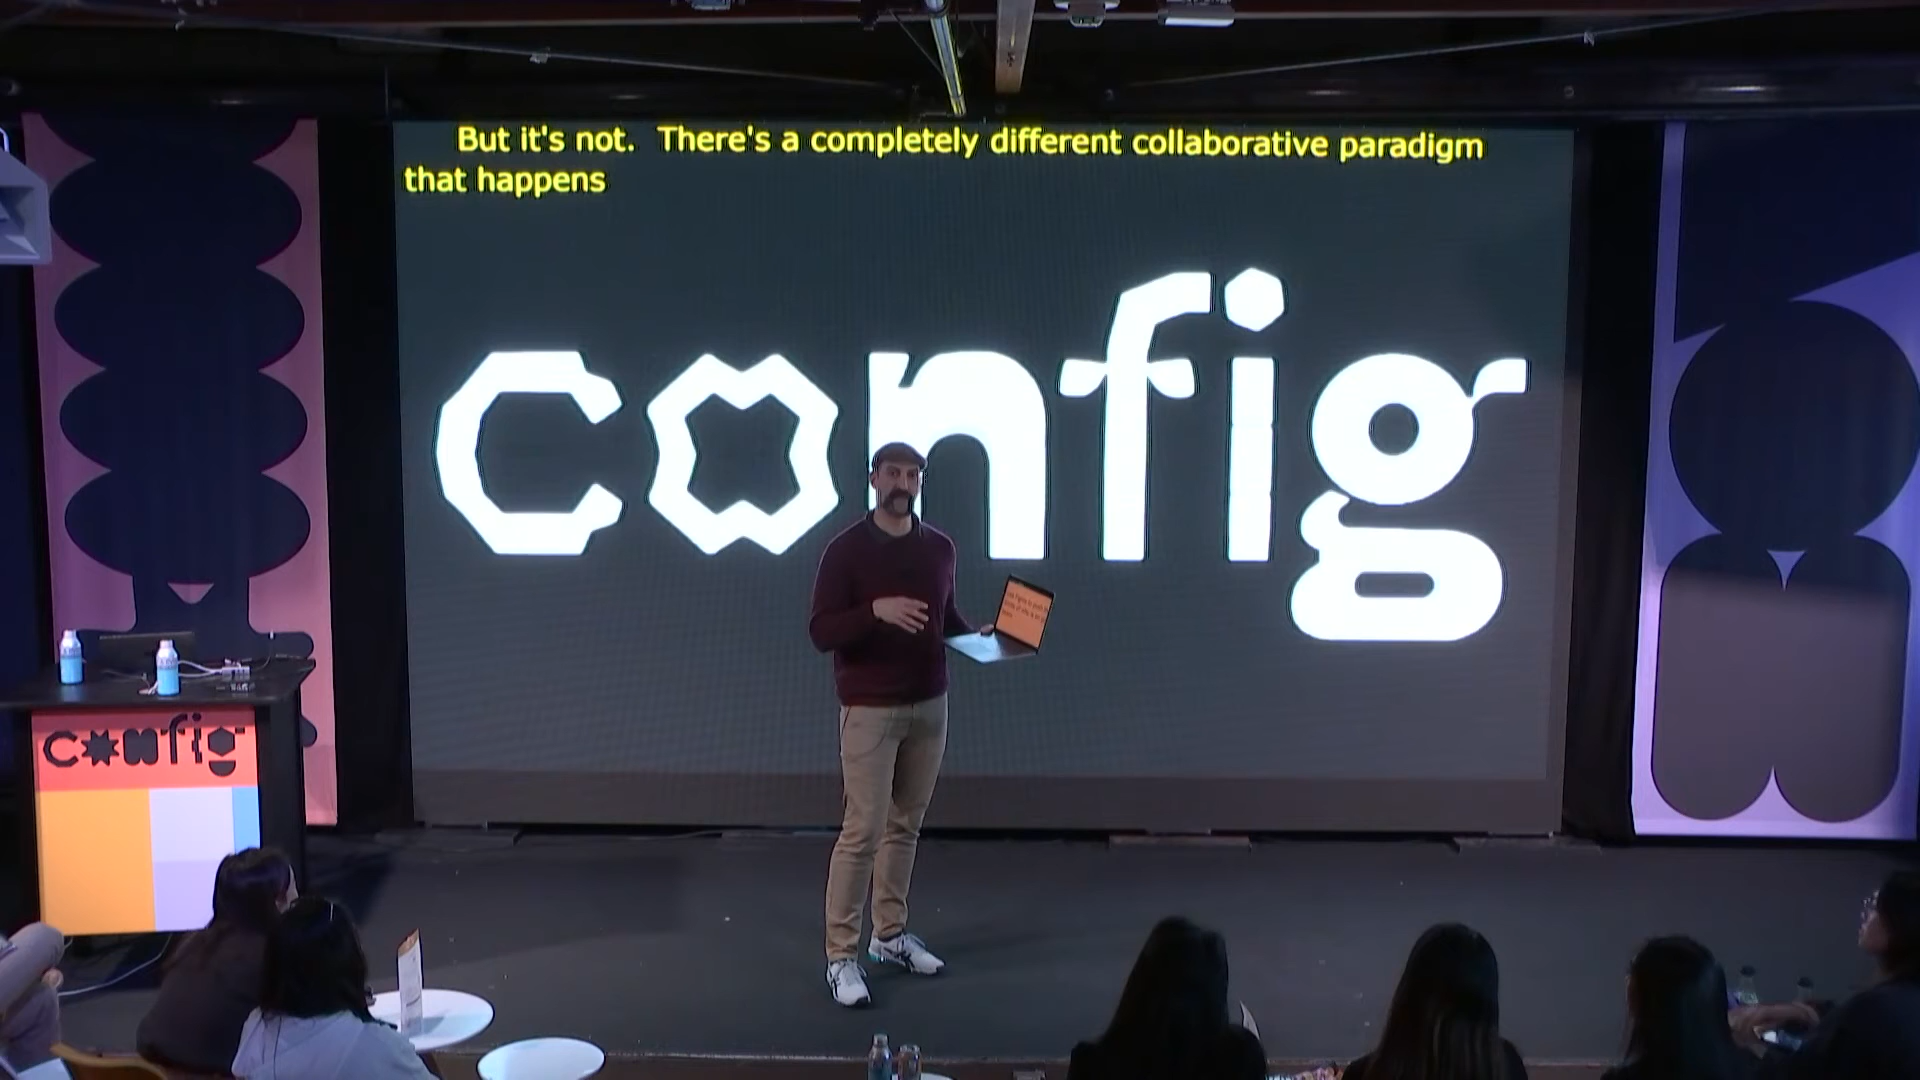 But it's not.  There's a completely different collaborative paradigm
that happens
config
config